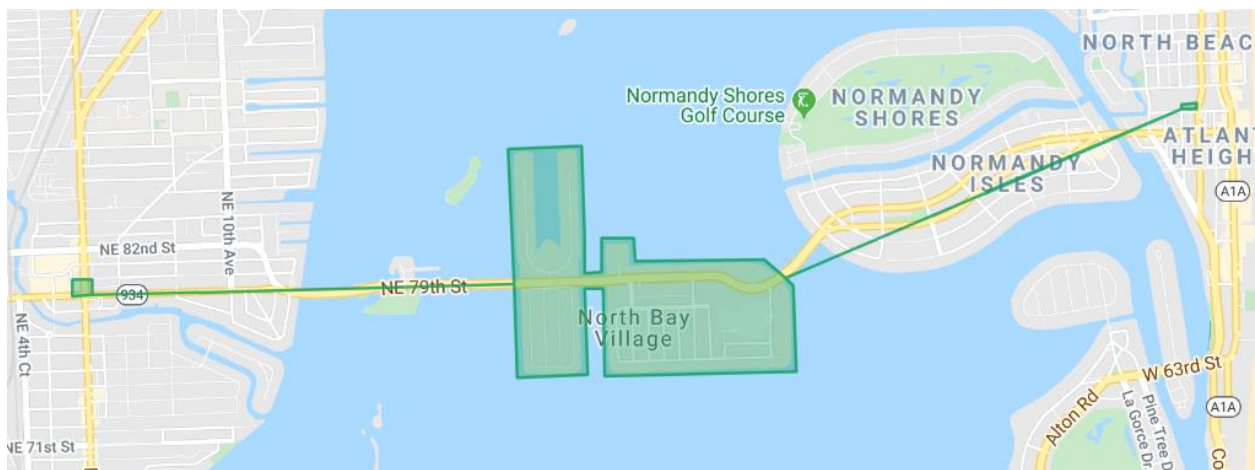 NORTH BEAC
Normandy Shores
Golf Course
NORMANDY
SHORES
ATLAN
HEIGH
NORMANDY
ISLES
A1A
NE 10th Ave
NE 82nd St
NE 79th St
934
North Bay
Village
NE 4th Ct
W 63rd St
A1A
Alton Rd
Pine Tree D
La Gorce Dr
Co
NE 71st St